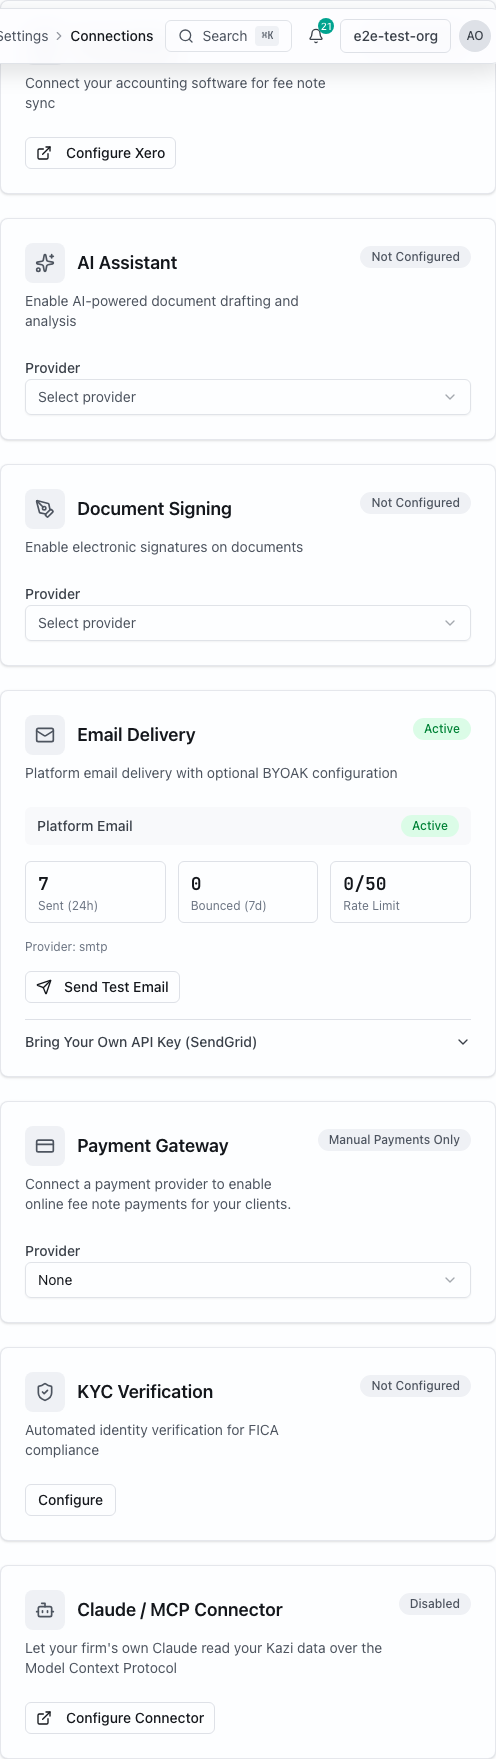 Settings > Connections
Search ⌘K
21
e2e-test-org
AO
Connect your accounting software for fee note
sync
Configure Xero
AI Assistant
Not Configured
Enable AI-powered document drafting and
analysis
Provider
Select provider
Document Signing
Not Configured
Enable electronic signatures on documents
Provider
Select provider
Email Delivery
Active
Platform email delivery with optional BYOAK configuration
Platform Email
Active
7
Sent (24h)
0
Bounced (7d)
0/50
Rate Limit
Provider: smtp
Send Test Email
Bring Your Own API Key (SendGrid)
Payment Gateway
Manual Payments Only
Connect a payment provider to enable
online fee note payments for your clients.
Provider
None
KYC Verification
Not Configured
Automated identity verification for FICA
compliance
Configure
Claude / MCP Connector
Disabled
Let your firm's own Claude read your Kazi data over the
Model Context Protocol
Configure Connector